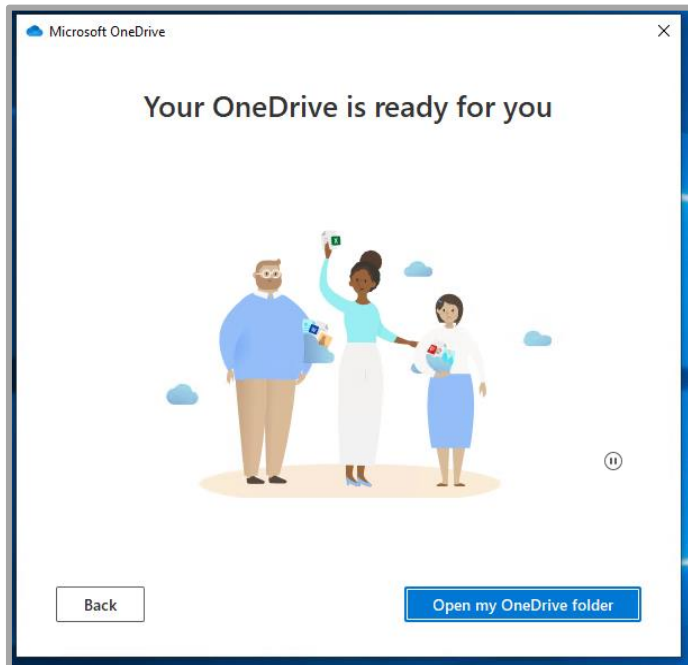 Microsoft OneDrive
Your OneDrive is ready for you
X
W
Back
Open my OneDrive folder